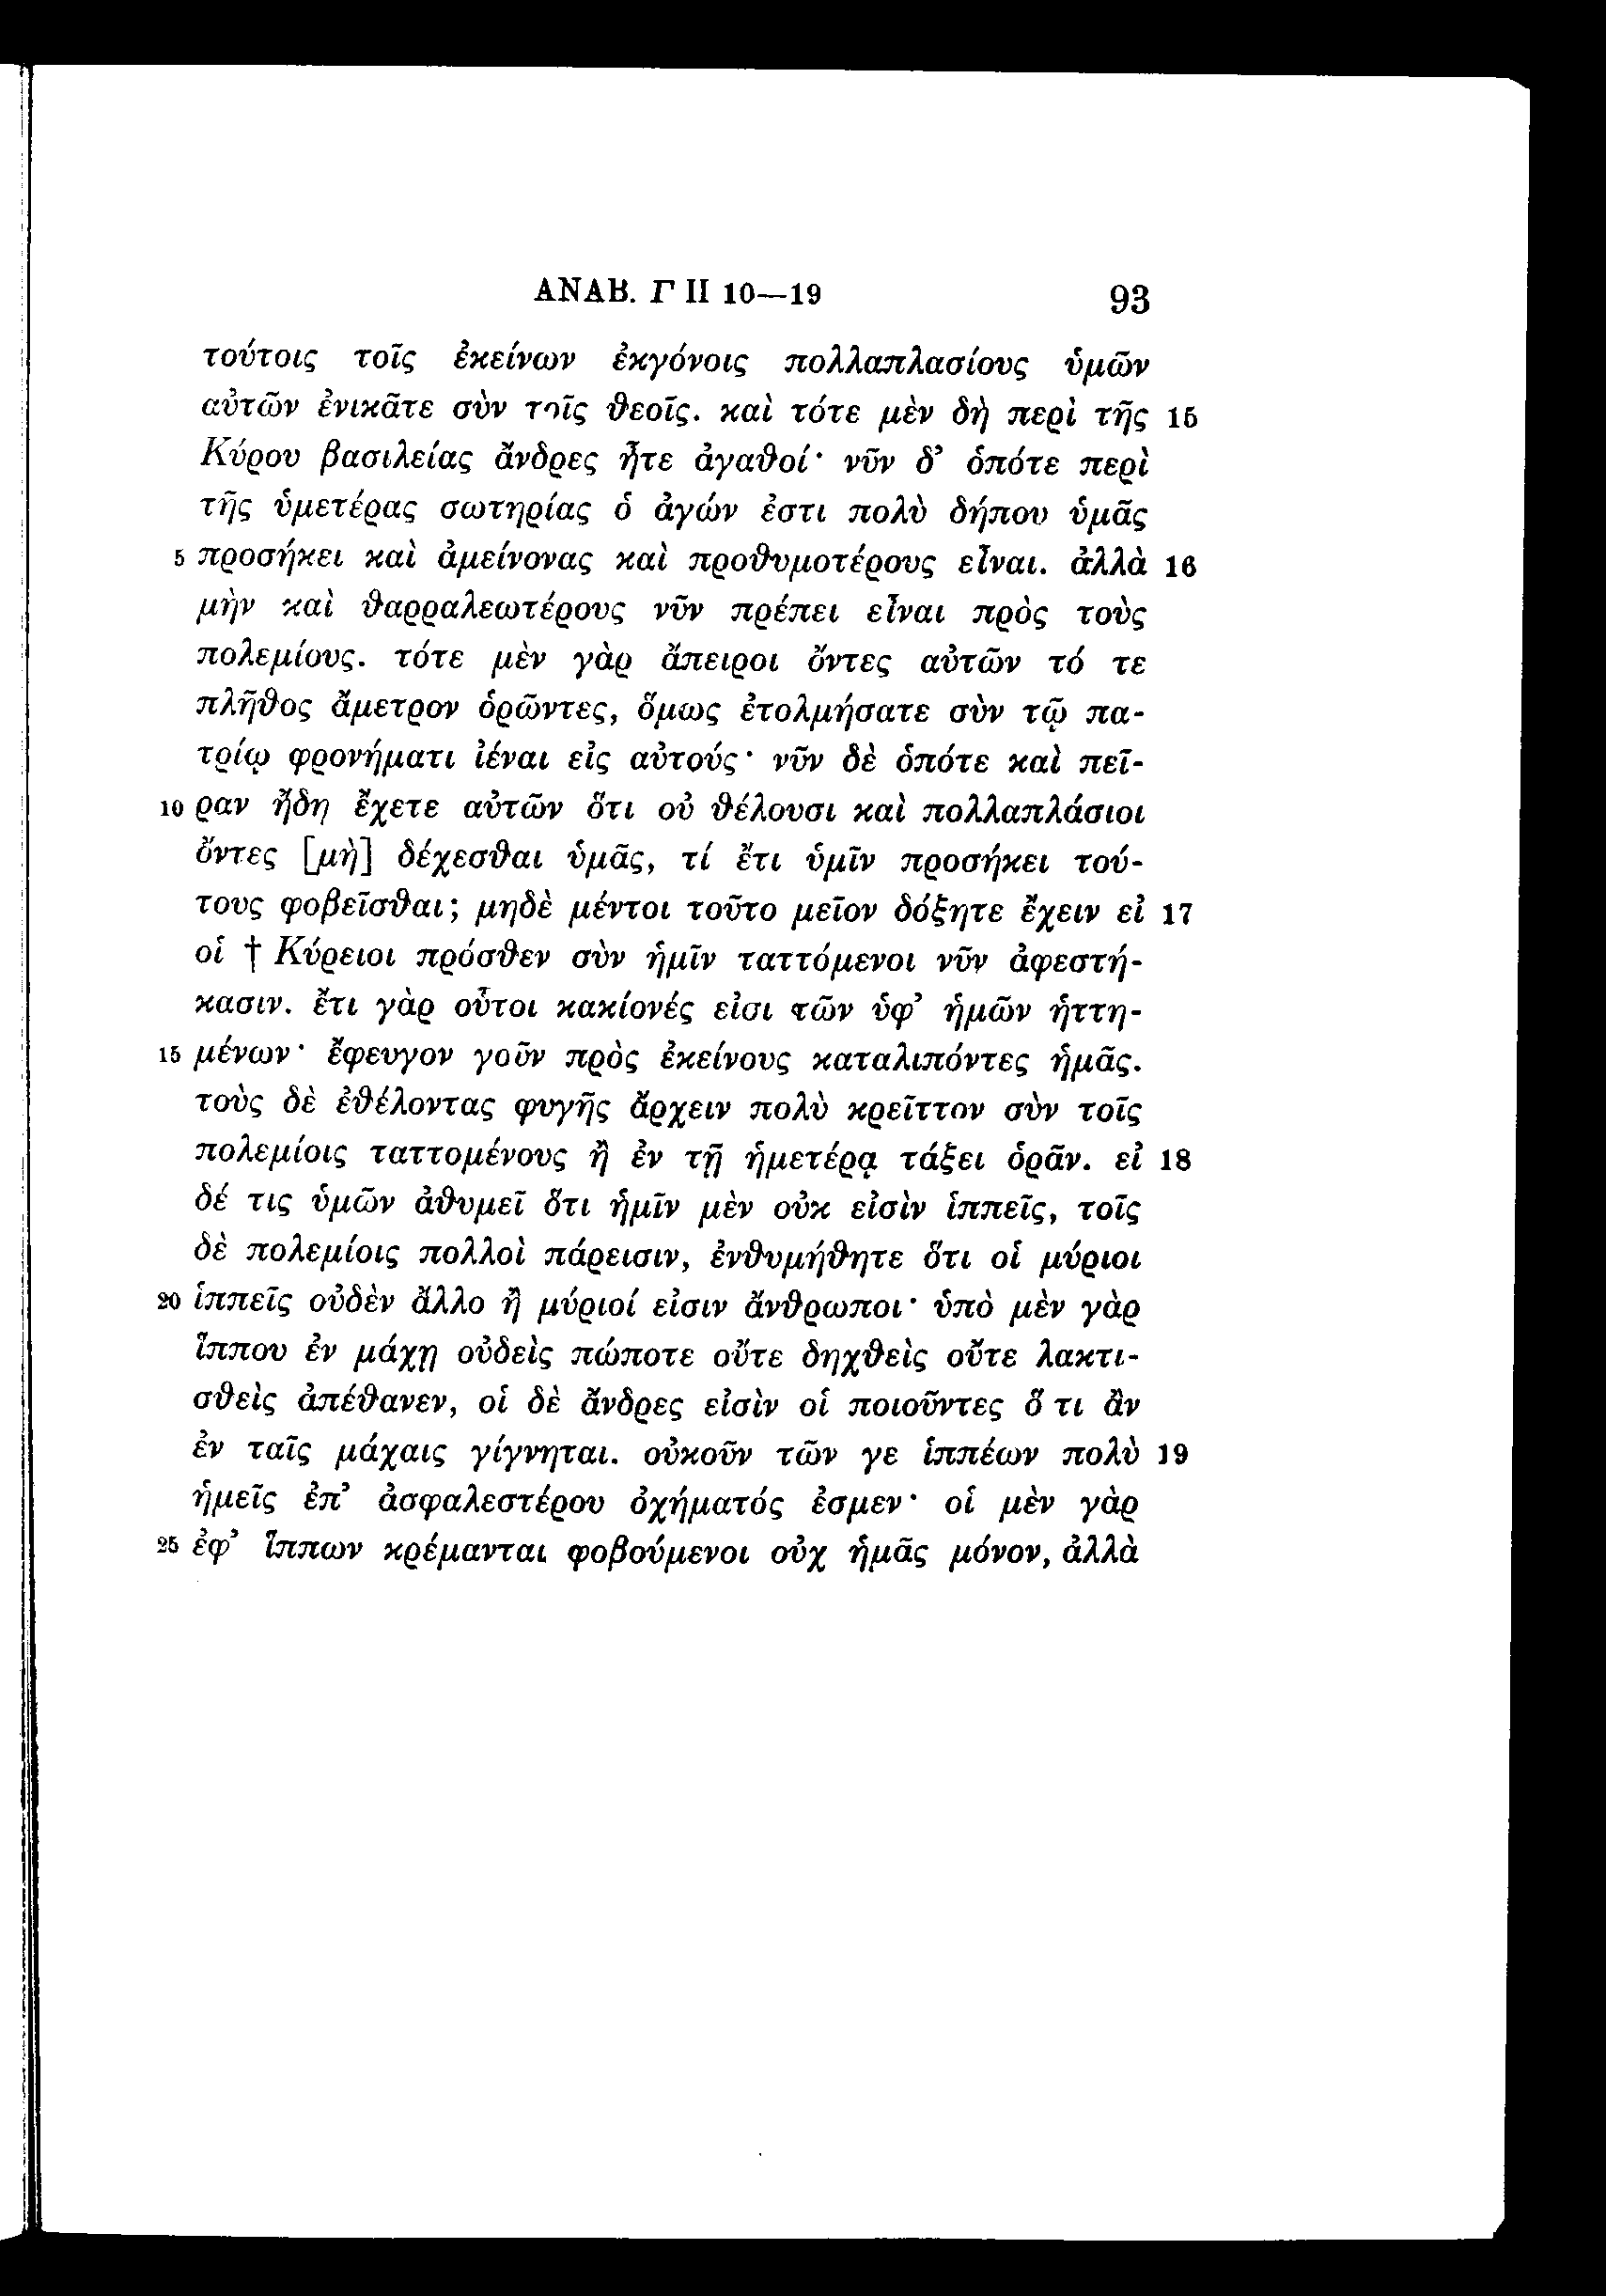 ΑΝΑΒ. Γ II 10—19 93
τούτοις τοῖς ἐκείνων ἐκγόνοις πολλαπλασίους ὑμῶν
αὐτῶν ἐνικᾶτε σὺν τοῖς θεοῖς. καὶ τότε μὲν δὴ περὶ τῆς 15
Κύρου βασιλείας ἄνδρες ἦτε ἀγαθοί· νῦν δ' ὁπότε περὶ
τῆς ὑμετέρας σωτηρίας ὁ ἀγών ἐστι πολὺ δήπου ὑμᾶς
5 προσήκει καὶ ἀμείνονας καὶ προθυμοτέρους εἶναι. ἀλλὰ 16
μὴν καὶ θαρραλεωτέρους νῦν πρέπει εἶναι πρὸς τοὺς
πολεμίους. τότε μὲν γὰρ ἄπειροι ὄντες αὐτῶν τό τε
πλῆθος ἄμετρον ὁρῶντες, ὅμως ἐτολμήσατε σὺν τῷ πα-
τρίῳ φρονήματι ἰέναι εἰς αὐτούς· νῦν δὲ ὁπότε καὶ πεῖ-
10 ραν ἤδη ἔχετε αὐτῶν ὅτι οὐ θέλουσι καὶ πολλαπλάσιοι
ὄντες [μὴ] δέχεσθαι ὑμᾶς, τί ἔτι ὑμῖν προσήκει τού-
τους φοβεῖσθαι; μηδὲ μέντοι τοῦτο μεῖον δόξητε ἔχειν εἰ 17
οἱ † Κύρειοι πρόσθεν σὺν ἡμῖν ταττόμενοι νῦν ἀφεστή-
κασιν. ἔτι γὰρ οὗτοι κακίονές εἰσι τῶν ὑφ' ἡμῶν ἡττη-
15 μένων· ἔφευγον γοῦν πρὸς ἐκείνους καταλιπόντες ἡμᾶς.
τοὺς δὲ ἐθέλοντας φυγῆς ἄρχειν πολὺ κρεῖττον σὺν τοῖς
πολεμίοις ταττομένους ἢ ἐν τῇ ἡμετέρᾳ τάξει ὁρᾶν. εἰ 18
δέ τις ὑμῶν ἀθυμεῖ ὅτι ἡμῖν μὲν οὐκ εἰσὶν ἱππεῖς, τοῖς
δὲ πολεμίοις πολλοὶ πάρεισιν, ἐνθυμήθητε ὅτι οἱ μύριοι
20 ἱππεῖς οὐδὲν ἄλλο ἢ μύριοί εἰσιν ἄνθρωποι· ὑπὸ μὲν γὰρ
ἵππου ἐν μάχῃ οὐδεὶς πώποτε οὔτε δηχθεὶς οὔτε λακτι-
σθεὶς ἀπέθανεν, οἱ δὲ ἄνδρες εἰσὶν οἱ ποιοῦντες ὅ τι ἂν
ἐν ταῖς μάχαις γίγνηται. οὐκοῦν τῶν γε ἱππέων πολὺ 19
ἡμεῖς ἐπ' ἀσφαλεστέρου ὀχήματός ἐσμεν· οἱ μὲν γὰρ
25 ἐφ' ἵππων κρέμανται φοβούμενοι οὐχ ἡμᾶς μόνον, ἀλλὰ